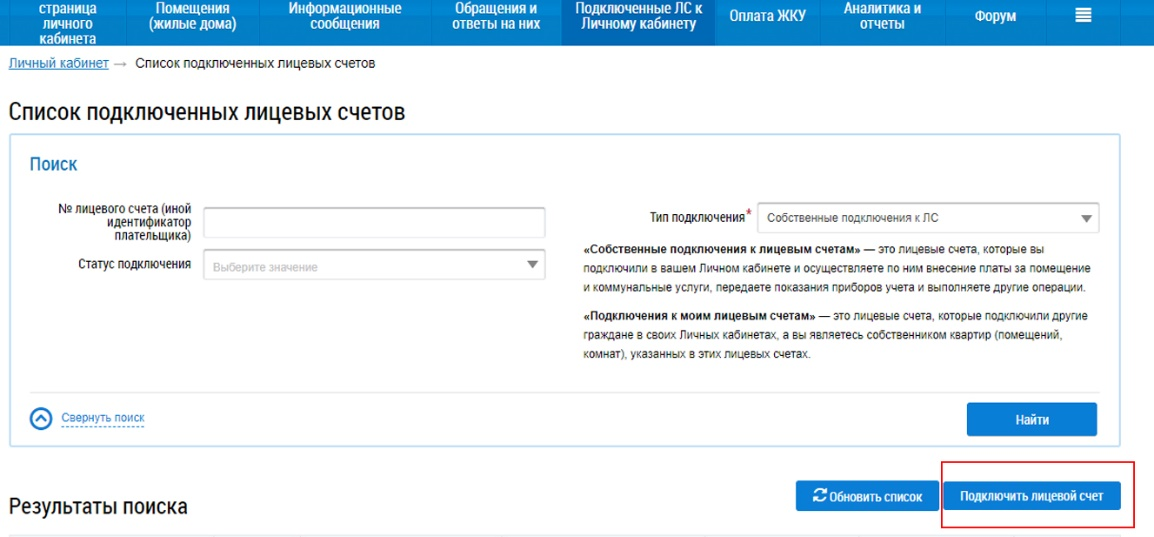 страница
личного
кабинета
Помещения
(жилые дома)
Информационные
сообщения
Обращения и
ответы на них
Подключенные ЛС к
Личному кабинету
Оплата ЖКУ
Аналитика и
отчеты
Форум
Личный кабинет → Список подключенных лицевых счетов
Список подключенных лицевых счетов
Поиск
№ лицевого счета (иной
идентификатор
плательщика)
Тип подключения* Собственные подключения к ЛС
Статус подключения Выберите значение
«Собственные подключения к лицевым счетам» — это лицевые счета, которые вы
подключили в вашем Личном кабинете и осуществляете по ним внесение платы за помещение
и коммунальные услуги, передаете показания приборов учета и выполняете другие операции.
«Подключения к моим лицевым счетам» — это лицевые счета, которые подключили другие
граждане в своих Личных кабинетах, а вы являетесь собственником квартир (помещений,
комнат), указанных в этих лицевых счетах.
Свернуть поиск
Найти
Результаты поиска
Обновить список
Подключить лицевой счет